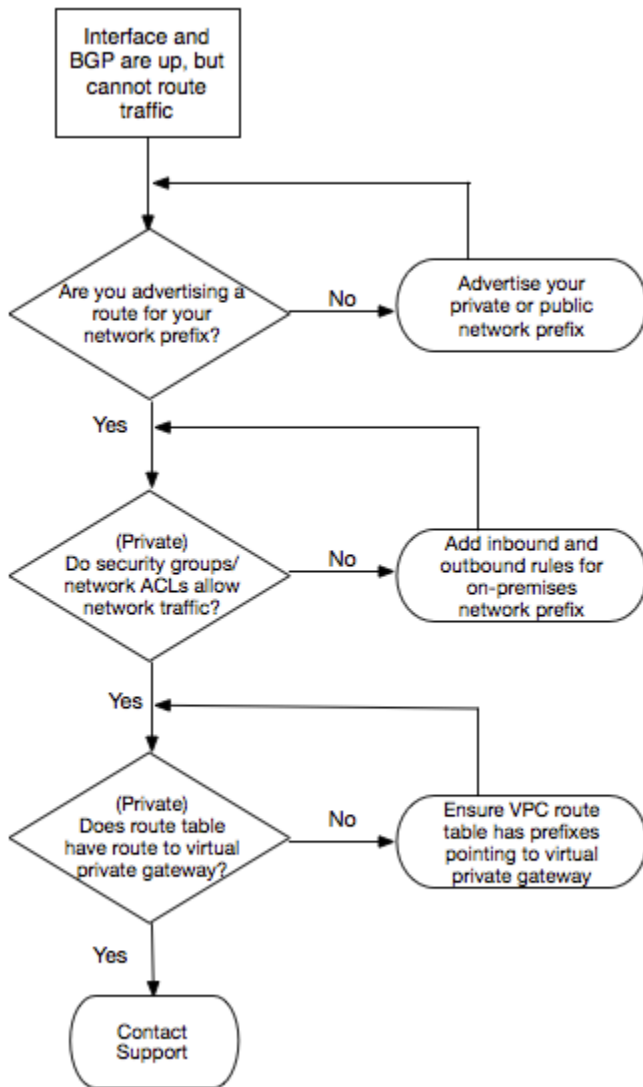 Interface and
BGP are up, but
cannot route
traffic
Are you advertising a
route for your
network prefix?
No
Advertise your
private or public
network prefix
Yes
(Private)
Do security groups/
network ACLs allow
network traffic?
No
Add inbound and
outbound rules for
on-premises
network prefix
Yes
(Private)
Does route table
have route to virtual
private gateway?
No
Ensure VPC route
table has prefixes
pointing to virtual
private gateway
Yes
Contact
Support